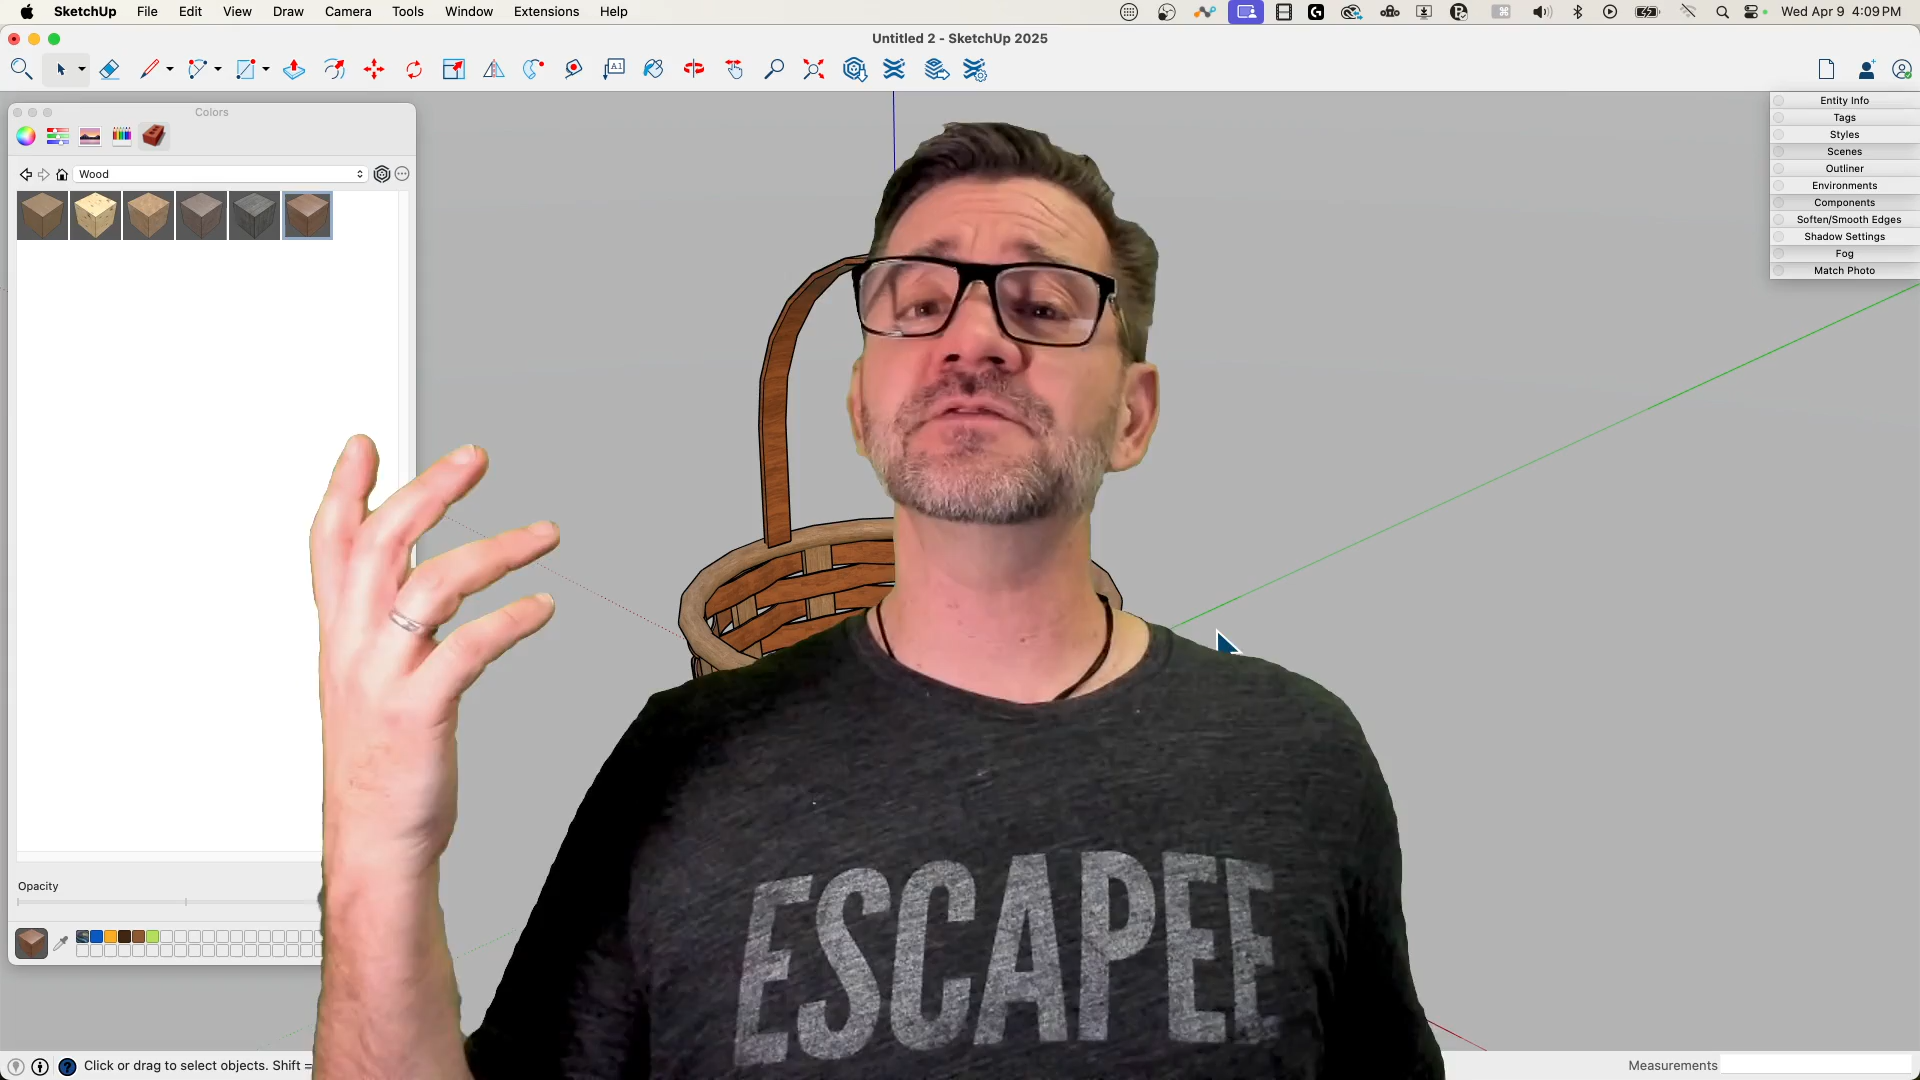 SketchUp File Edit View Draw Camera Tools Window Extensions Help
Wed Apr 9 4:09 PM
Untitled 2 - SketchUp 2025
A1
Colors
Wood
Opacity
Entity Info
Tags
Styles
Scenes
Outliner
Environments
Components
Soften/Smooth Edges
Shadow Settings
Fog
Match Photo
ESCAPEE
Click or drag to select objects. Shift =
Measurements